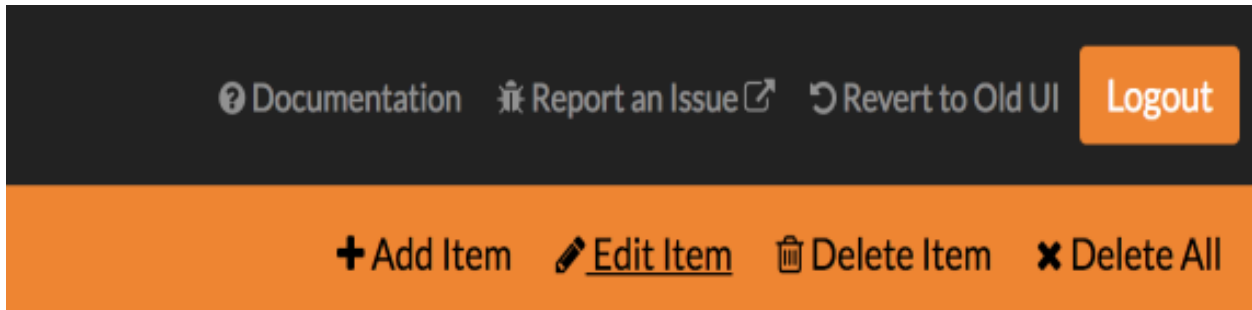 Documentation Report an Issue Revert to Old UI Logout
Add Item Edit Item Delete Item Delete All